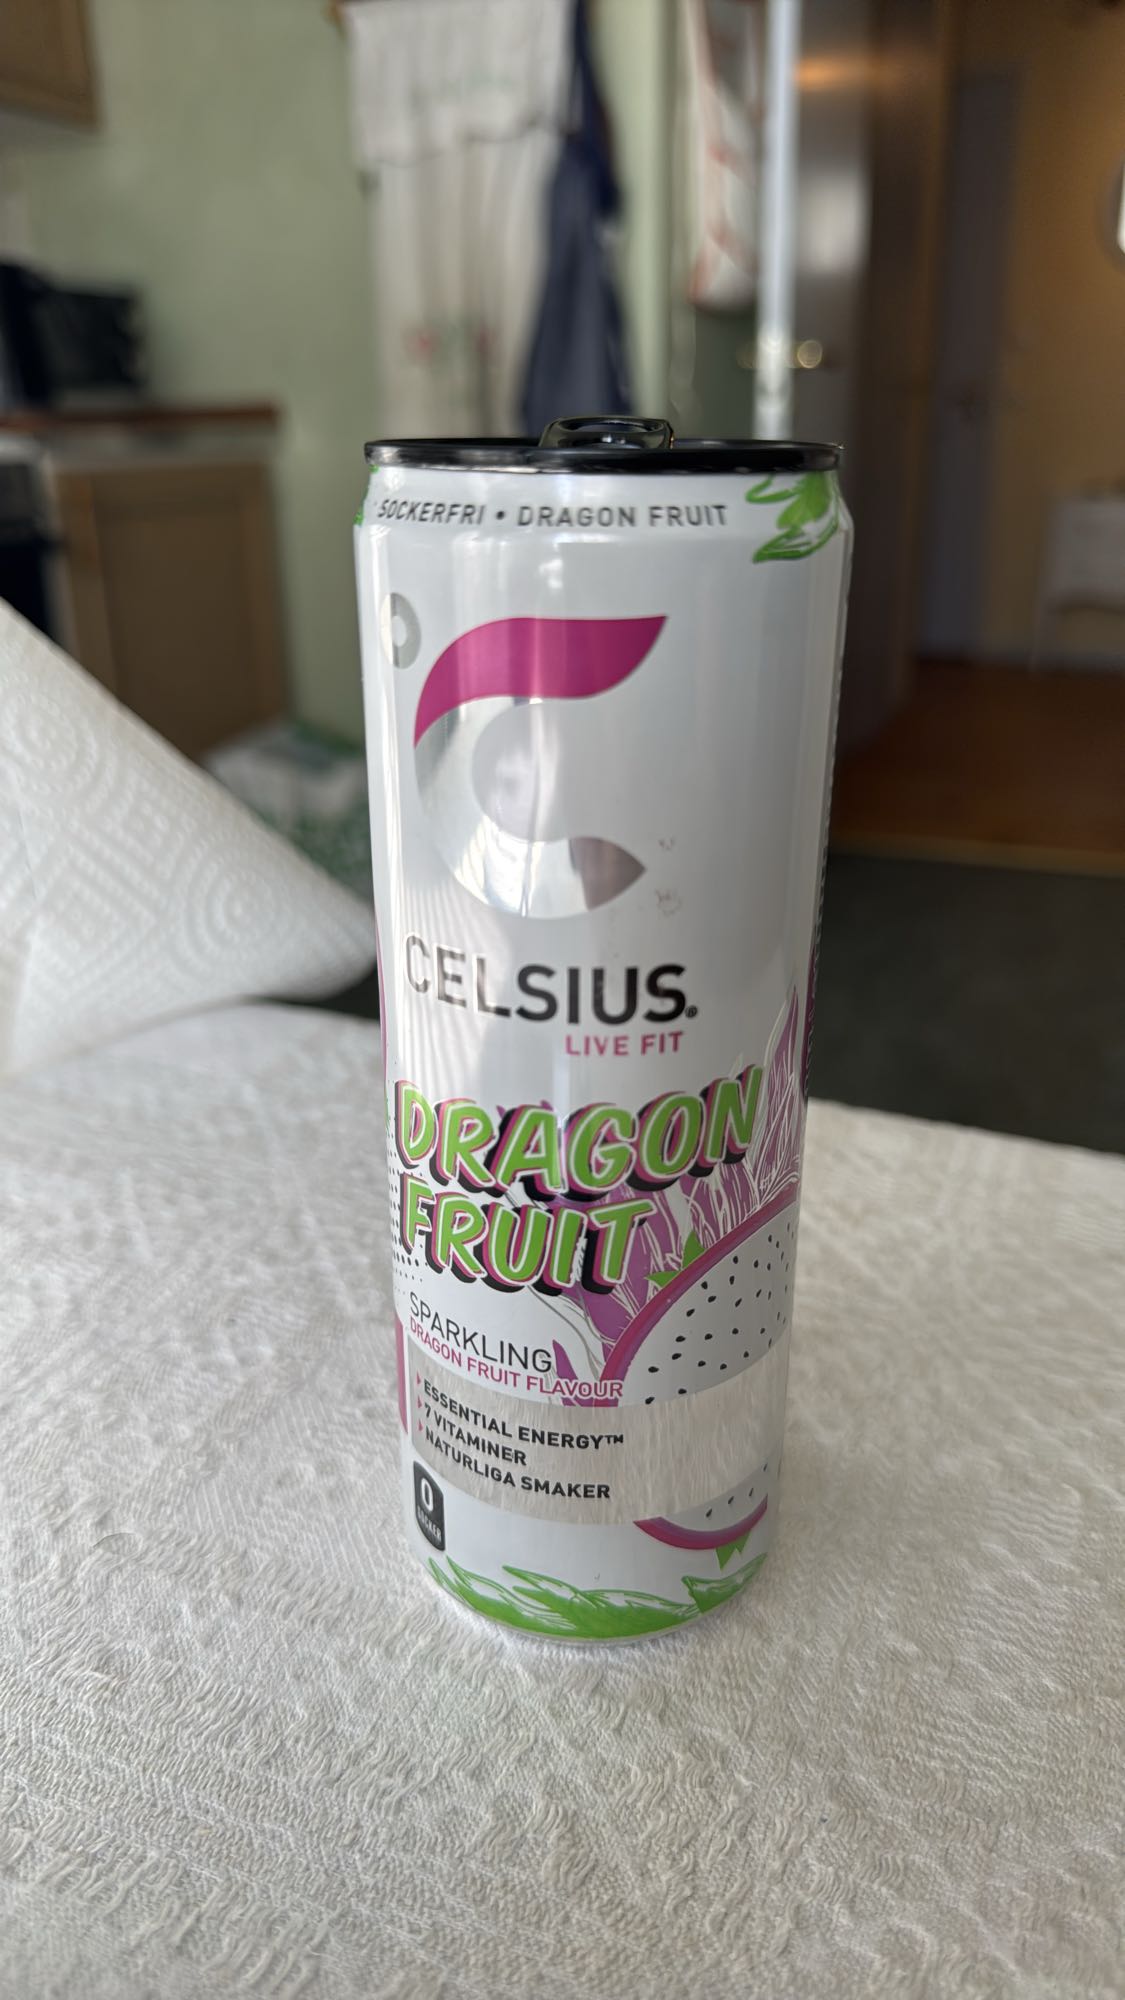 SOCKERFRI • DRAGON FRUIT
CELSIUS®
LIVE FIT
DRAGON
FRUIT
SPARKLING
DRAGON FRUIT FLAVOUR
ESSENTIAL ENERGY™
7 VITAMINER
NATURLIGA SMAKER
0
SOCKER